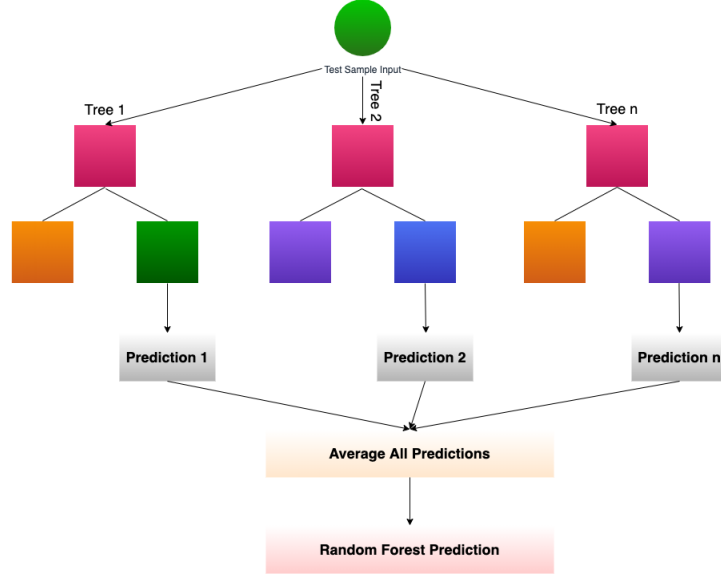 Test Sample Input
Tree 1
Tree 2
Tree n
Prediction 1
Prediction 2
Prediction n
Average All Predictions
Random Forest Prediction